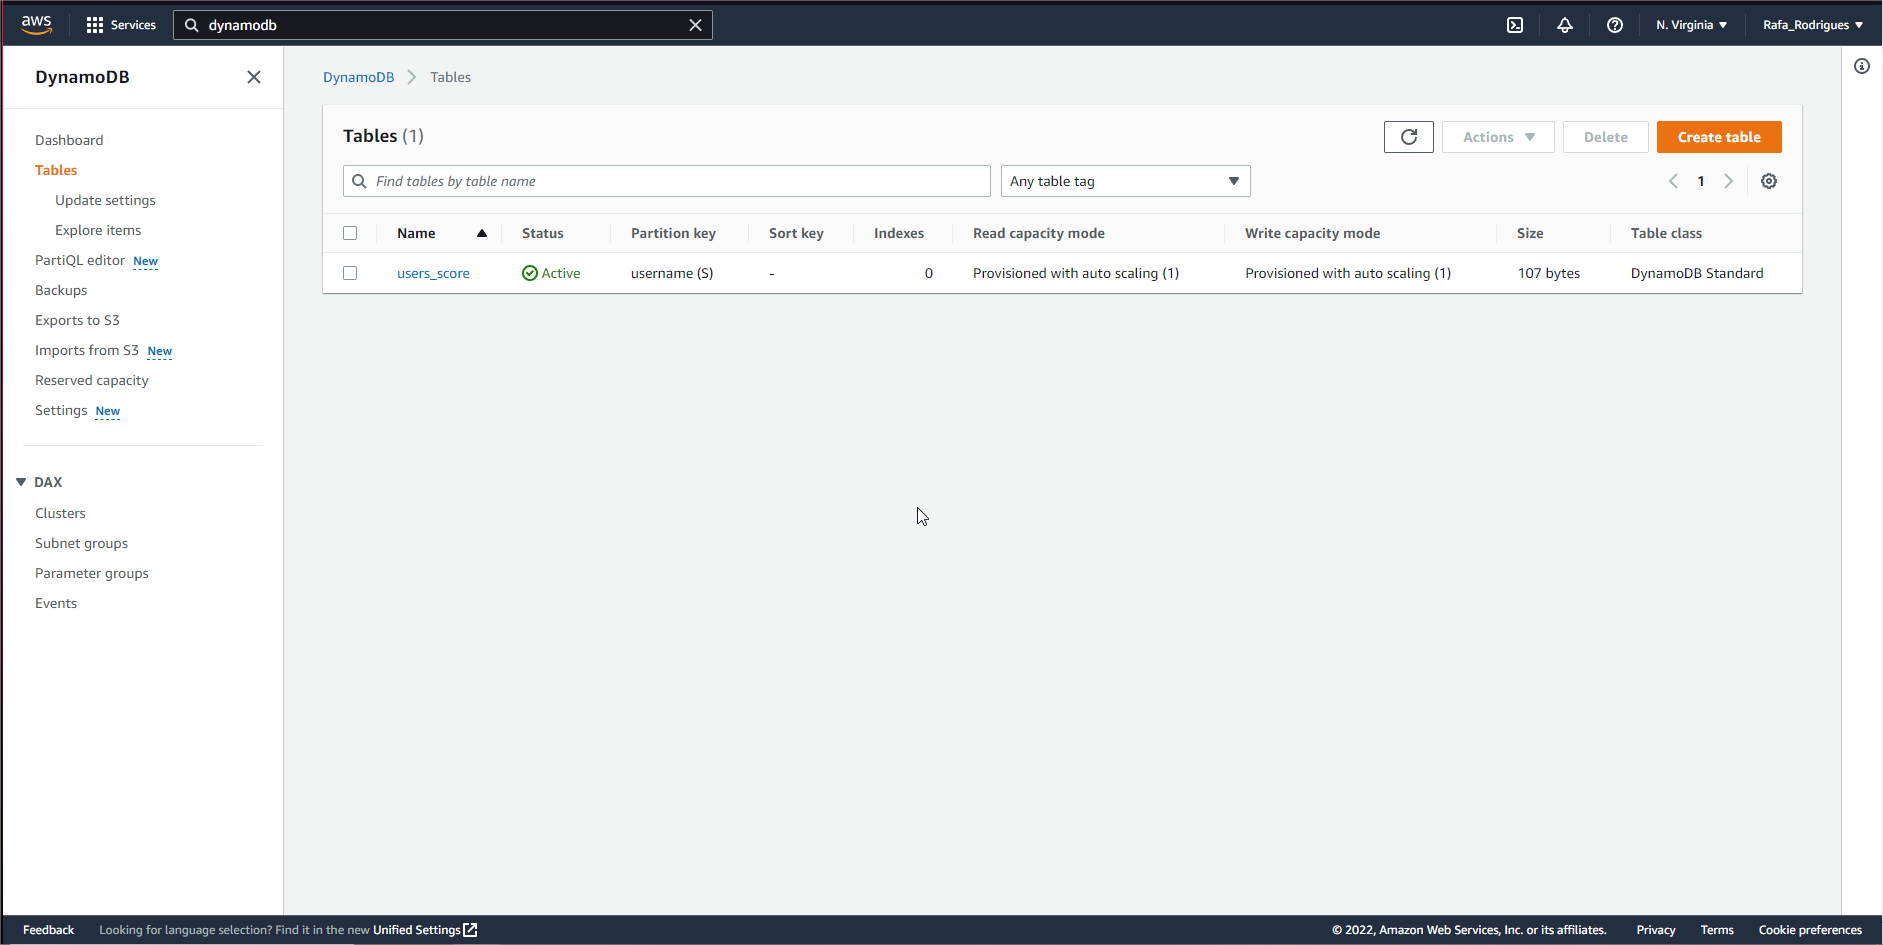 aws Services dynamodb N. Virginia Rafa_Rodrigues
DynamoDB
Dashboard
Tables
Update settings
Explore items
PartiQL editor New
Backups
Exports to S3
Imports from S3 New
Reserved capacity
Settings New
DAX
Clusters
Subnet groups
Parameter groups
Events
DynamoDB Tables
Tables (1) Actions Delete Create table
Find tables by table name Any table tag 1
Name Status Partition key Sort key Indexes Read capacity mode Write capacity mode Size Table class
users_score Active username (S) - 0 Provisioned with auto scaling (1) Provisioned with auto scaling (1) 107 bytes DynamoDB Standard
Feedback Looking for language selection? Find it in the new Unified Settings © 2022, Amazon Web Services, Inc. or its affiliates. Privacy Terms Cookie preferences